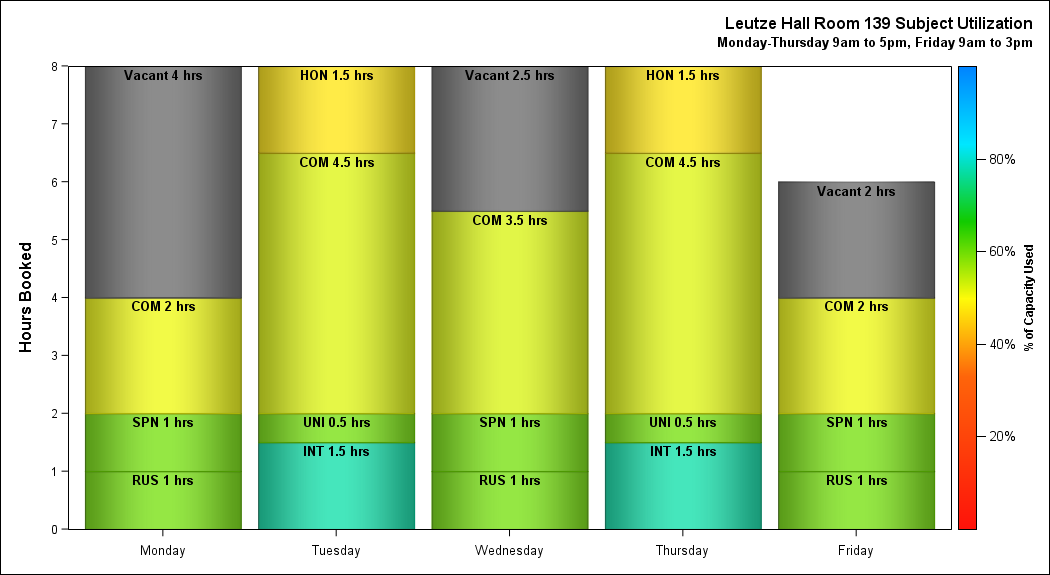 Leutze Hall Room 139 Subject Utilization
Monday-Thursday 9am to 5pm, Friday 9am to 3pm
Hours Booked
8
7
6
5
4
3
2
1
0
Vacant 4 hrs
COM 2 hrs
SPN 1 hrs
RUS 1 hrs
HON 1.5 hrs
COM 4.5 hrs
UNI 0.5 hrs
INT 1.5 hrs
Vacant 2.5 hrs
COM 3.5 hrs
SPN 1 hrs
RUS 1 hrs
HON 1.5 hrs
COM 4.5 hrs
UNI 0.5 hrs
INT 1.5 hrs
Vacant 2 hrs
COM 2 hrs
SPN 1 hrs
RUS 1 hrs
Monday Tuesday Wednesday Thursday Friday
80%
60%
40%
20%
% of Capacity Used